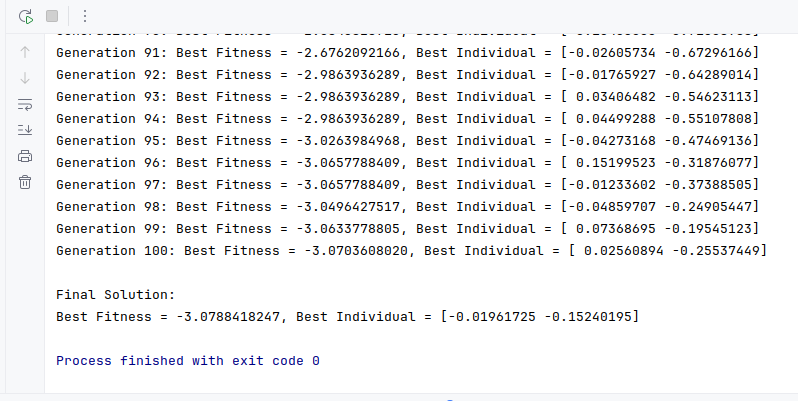 Generation 91: Best Fitness = -2.6762092166, Best Individual = [-0.02605734 -0.67296166]
Generation 92: Best Fitness = -2.9863936289, Best Individual = [-0.01765927 -0.64289014]
Generation 93: Best Fitness = -2.9863936289, Best Individual = [ 0.03406482 -0.54623113]
Generation 94: Best Fitness = -2.9863936289, Best Individual = [ 0.04499288 -0.55107808]
Generation 95: Best Fitness = -3.0263984968, Best Individual = [-0.04273168 -0.47469136]
Generation 96: Best Fitness = -3.0657788409, Best Individual = [ 0.15199523 -0.31876077]
Generation 97: Best Fitness = -3.0657788409, Best Individual = [-0.01233602 -0.37388505]
Generation 98: Best Fitness = -3.0496427517, Best Individual = [-0.04859707 -0.24905447]
Generation 99: Best Fitness = -3.0633778805, Best Individual = [ 0.07368695 -0.19545123]
Generation 100: Best Fitness = -3.0703608020, Best Individual = [ 0.02560894 -0.25537449]
Final Solution:
Best Fitness = -3.0788418247, Best Individual = [-0.01961725 -0.15240195]
Process finished with exit code 0